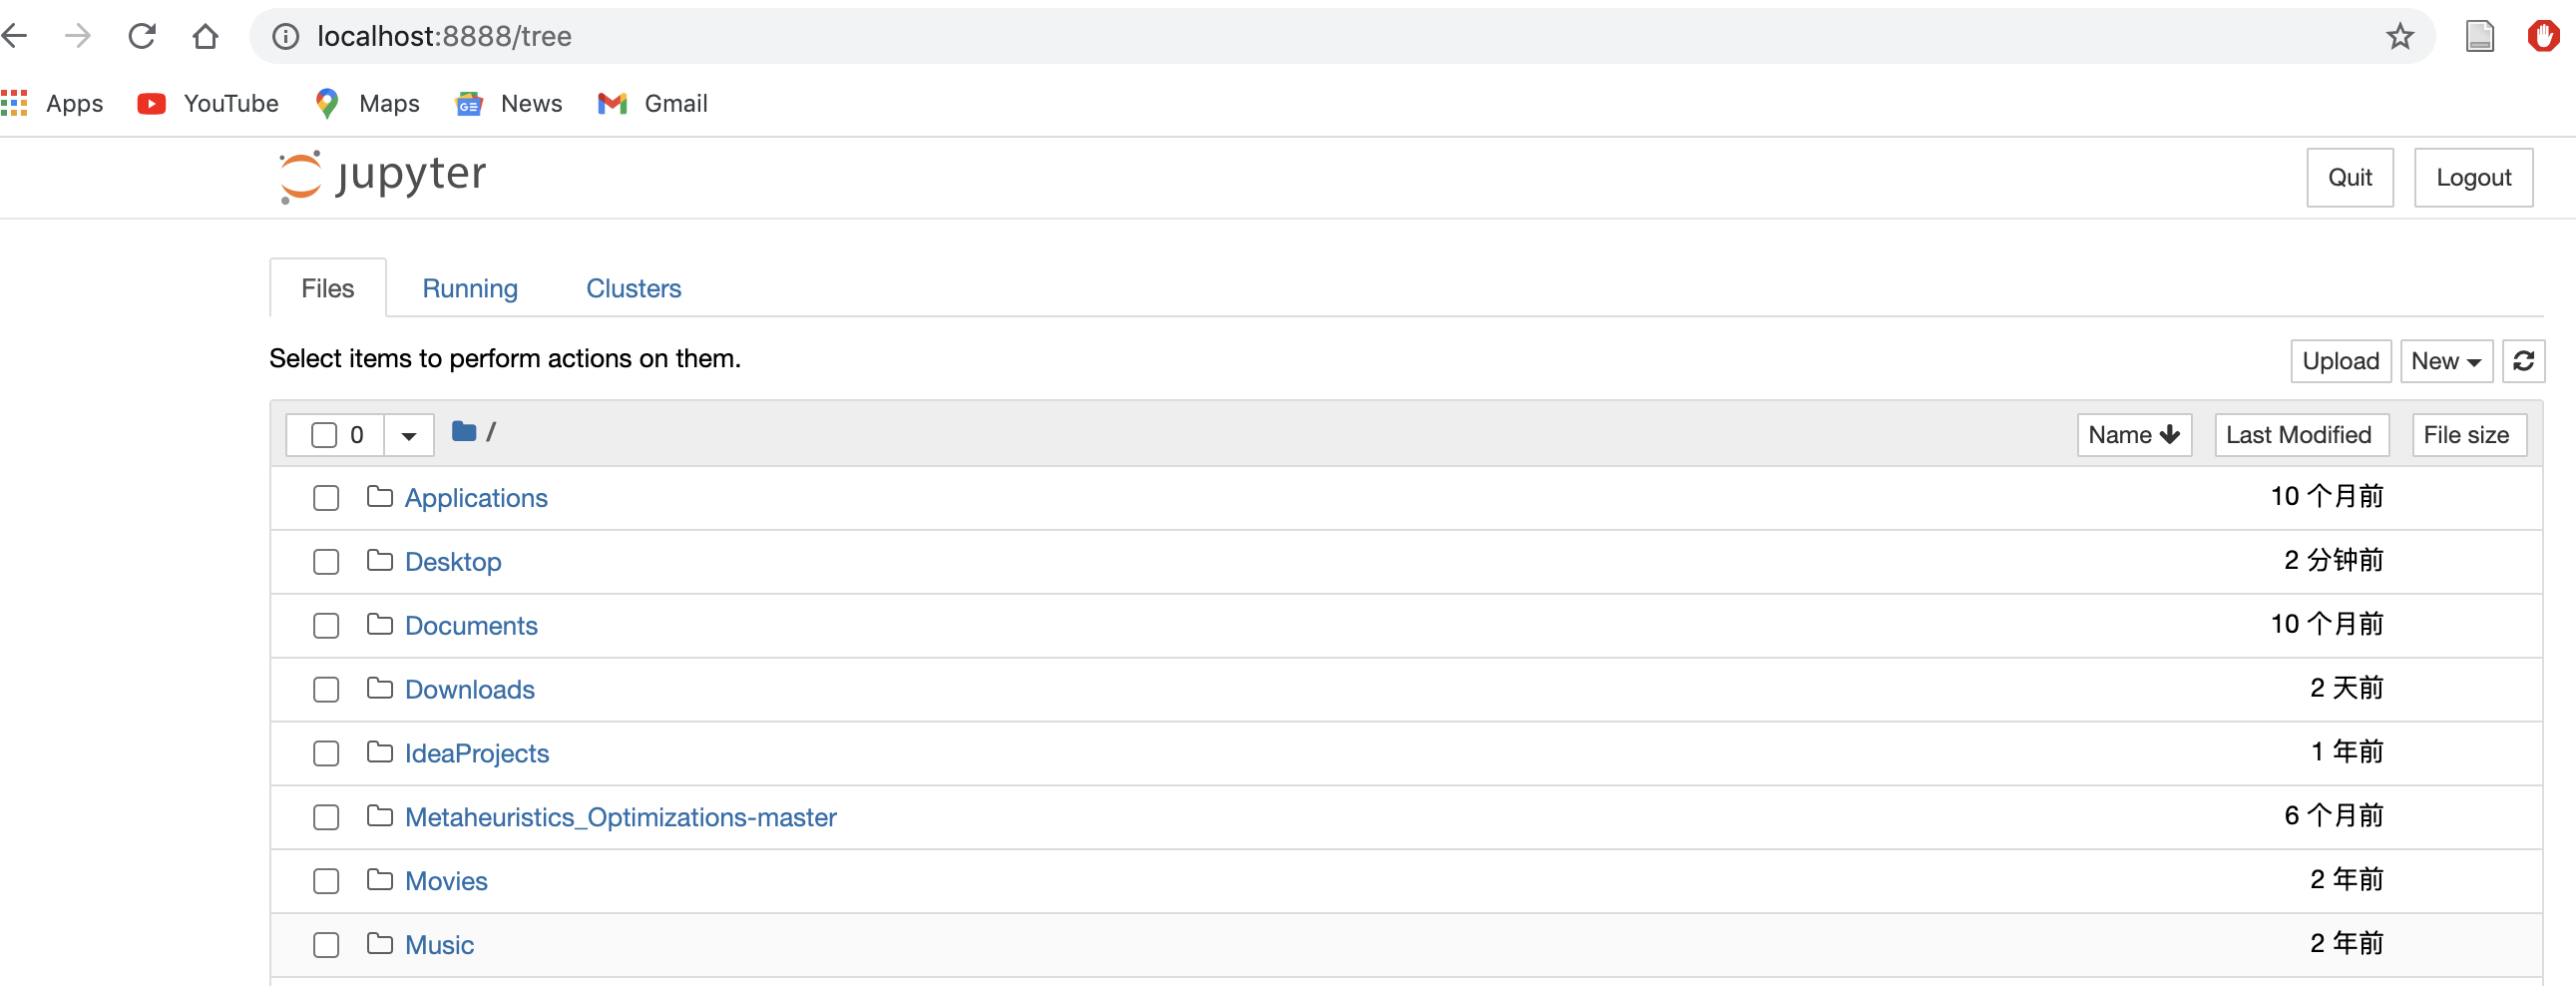 localhost:8888/tree
Apps YouTube Maps News Gmail
jupyter Quit Logout
Files Running Clusters
Select items to perform actions on them. Upload New
0 / Name Last Modified File size
Applications 10 个月前
Desktop 2 分钟前
Documents 10 个月前
Downloads 2 天前
IdeaProjects 1 年前
Metaheuristics_Optimizations-master 6 个月前
Movies 2 年前
Music 2 年前